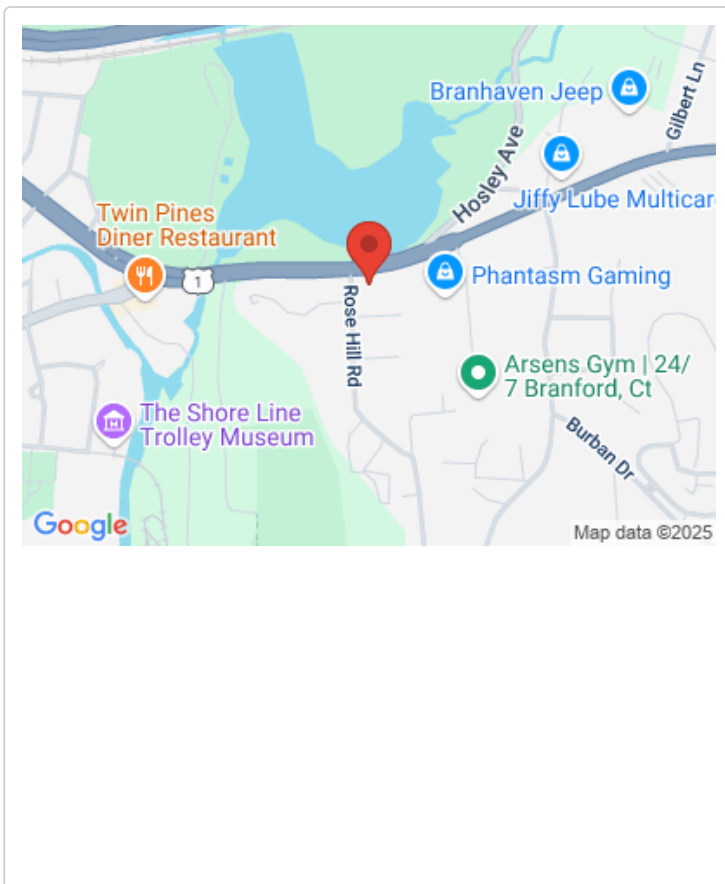 Branhaven Jeep
Gilbert Ln
Hosley Ave
Jiffy Lube Multicare
Twin Pines
Diner Restaurant
1
Phantasm Gaming
Rose Hill Rd
Arsens Gym | 24/
7 Branford, Ct
The Shore Line
Trolley Museum
Burban Dr
Google
Map data ©2025